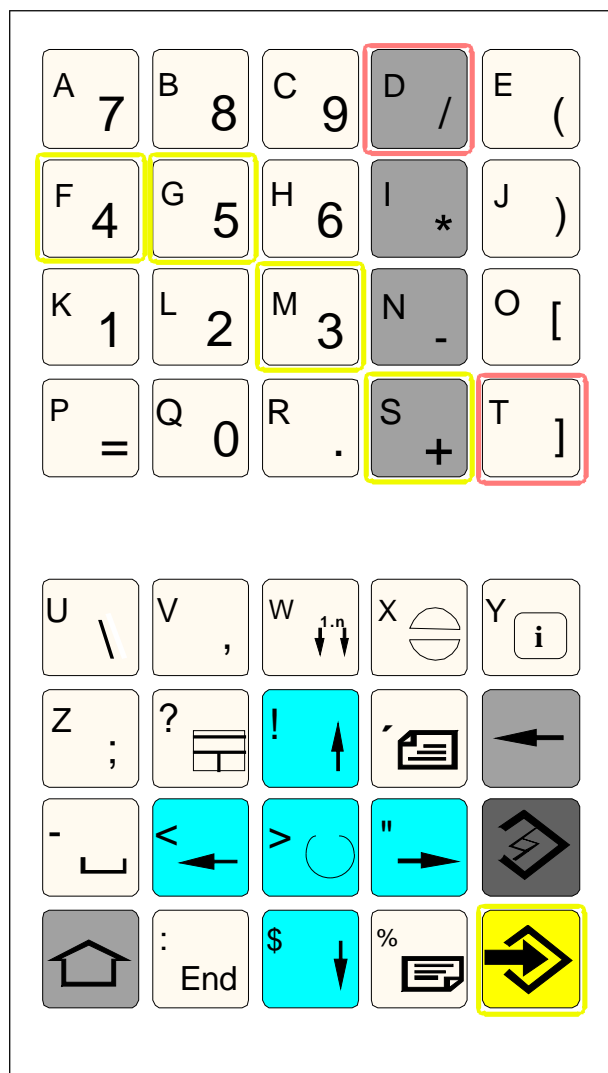 A 7 B 8 C 9 D / E (
F 4 G 5 H 6 I * J )
K 1 L 2 M 3 N - O [
P = Q 0 R . S + T ]
U \ V , W 1.n X Y i
Z ; ? ! ´
- < > "
: End $ %